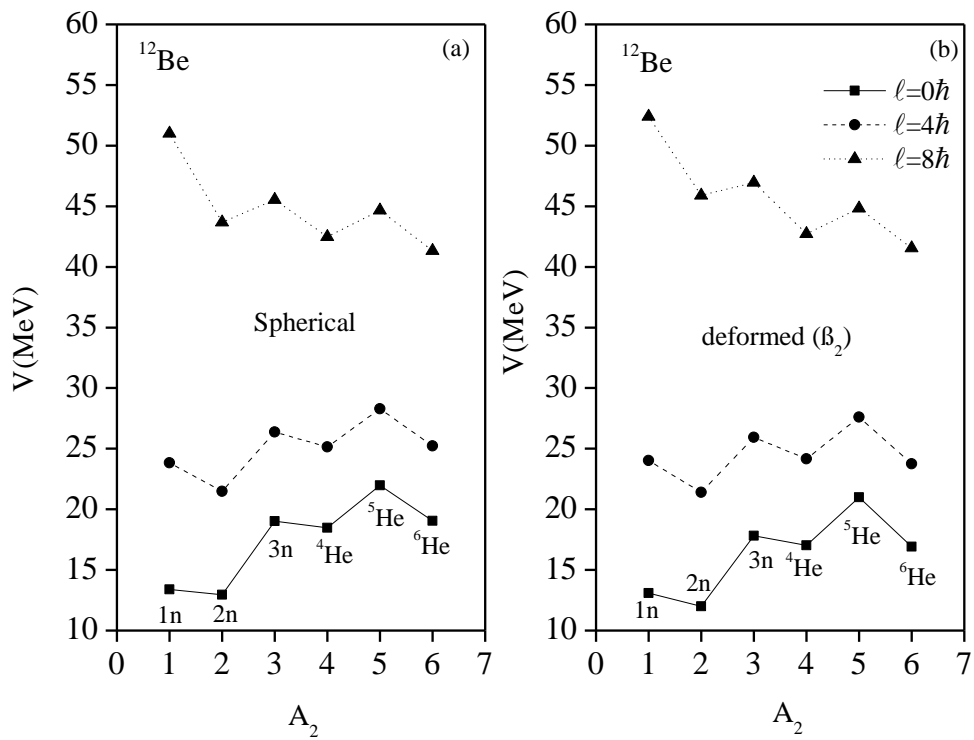 60
55
50
45
40
35
30
25
20
15
10
V(MeV)
¹²Be
(a)
Spherical
1n
2n
3n
⁴He
⁵He
⁶He
0 1 2 3 4 5 6 7
A₂
60
55
50
45
40
35
30
25
20
15
10
V(MeV)
¹²Be
(b)
ℓ=0ℏ
ℓ=4ℏ
ℓ=8ℏ
deformed (ß₂)
1n
2n
3n
⁴He
⁵He
⁶He
0 1 2 3 4 5 6 7
A₂